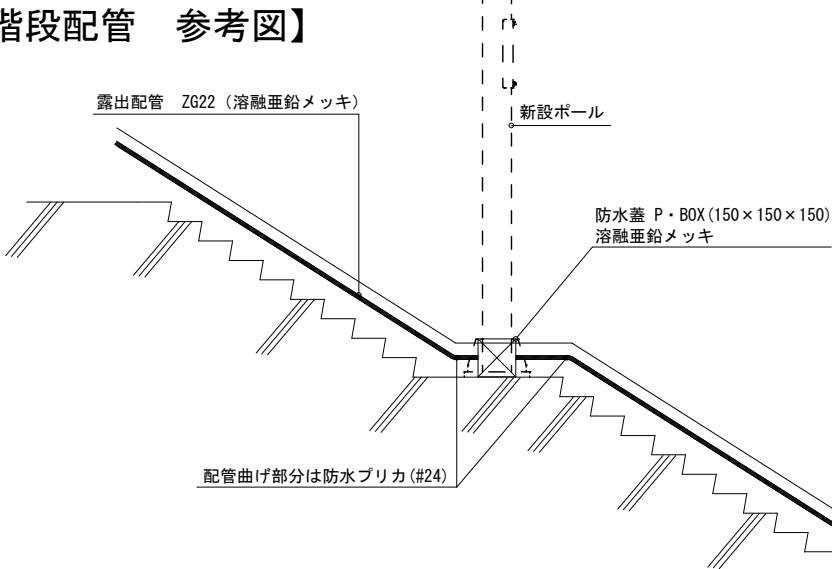 階段配管　参考図】
露出配管　ZG22（溶融亜鉛メッキ）
新設ポール
防水蓋 P・BOX(150×150×150)
溶融亜鉛メッキ
配管曲げ部分は防水プリカ(#24)